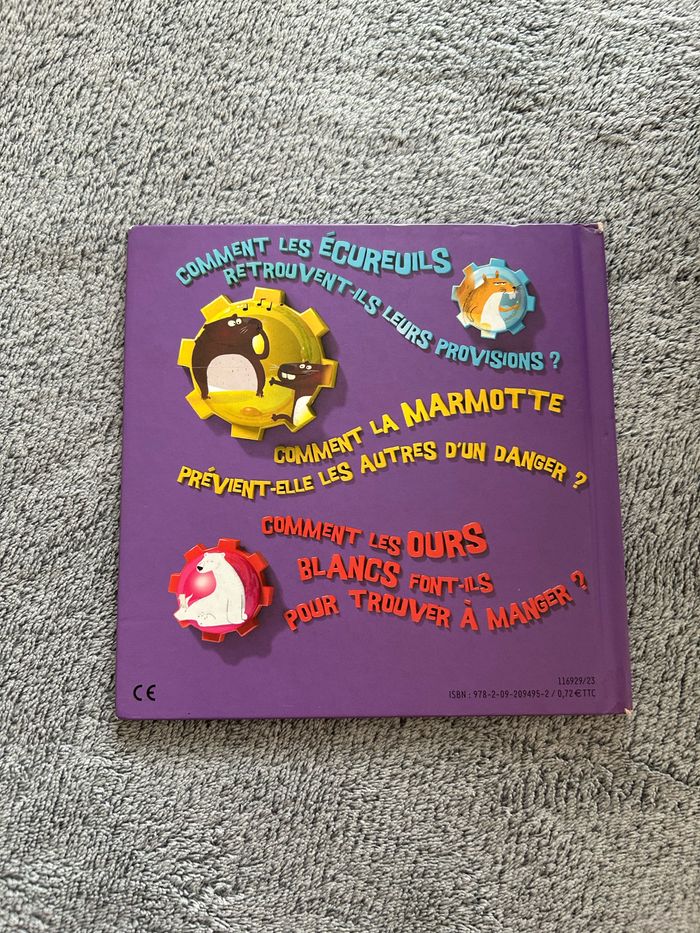 COMMENT LES ÉCUREUILS
RETROUVENT-ILS LEURS PROVISIONS ?
COMMENT LA MARMOTTE
PRÉVIENT-ELLE LES AUTRES D'UN DANGER ?
COMMENT LES OURS
BLANCS FONT-ILS
POUR TROUVER À MANGER ?
CE
116929/23
ISBN : 978-2-09-209495-2 / 0,72 € TTC